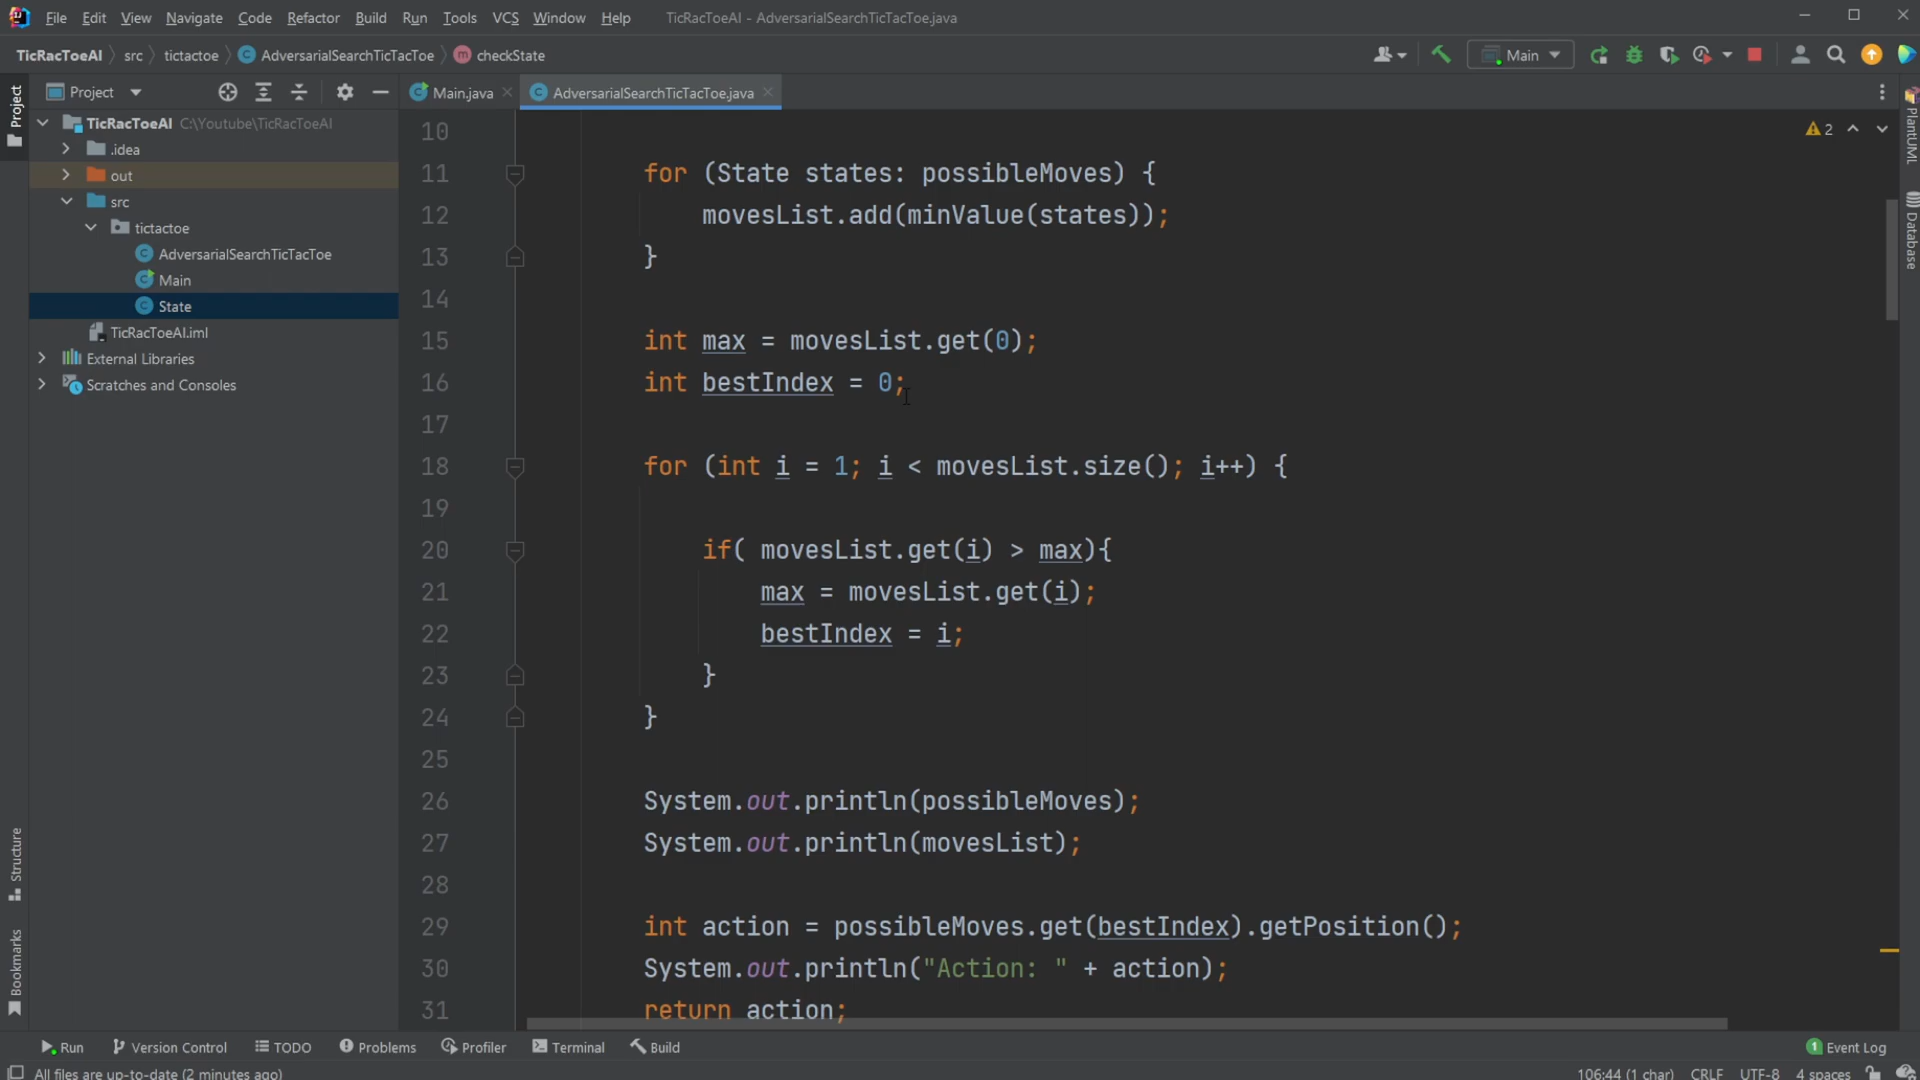 File Edit View Navigate Code Refactor Build Run Tools VCS Window Help TicRacToeAI - AdversarialSearchTicTacToe.java
TicRacToeAI src tictactoe AdversarialSearchTicTacToe checkState Main
Project Main.java AdversarialSearchTicTacToe.java
Project
TicRacToeAI C:\Youtube\TicRacToeAI
.idea
out
src
tictactoe
AdversarialSearchTicTacToe
Main
State
TicRacToeAI.iml
External Libraries
Scratches and Consoles
Structure
Bookmarks
10
11 for (State states: possibleMoves) {
12 movesList.add(minValue(states));
13 }
14
15 int max = movesList.get(0);
16 int bestIndex = 0;
17
18 for (int i = 1; i < movesList.size(); i++) {
19
20 if( movesList.get(i) > max){
21 max = movesList.get(i);
22 bestIndex = i;
23 }
24 }
25
26 System.out.println(possibleMoves);
27 System.out.println(movesList);
28
29 int action = possibleMoves.get(bestIndex).getPosition();
30 System.out.println("Action: " + action);
31 return action;
2
PlantUML
Database
Run Version Control TODO Problems Profiler Terminal Build 1 Event Log
All files are up-to-date (2 minutes ago) 106:44 (1 char) CRLF UTF-8 4 spaces